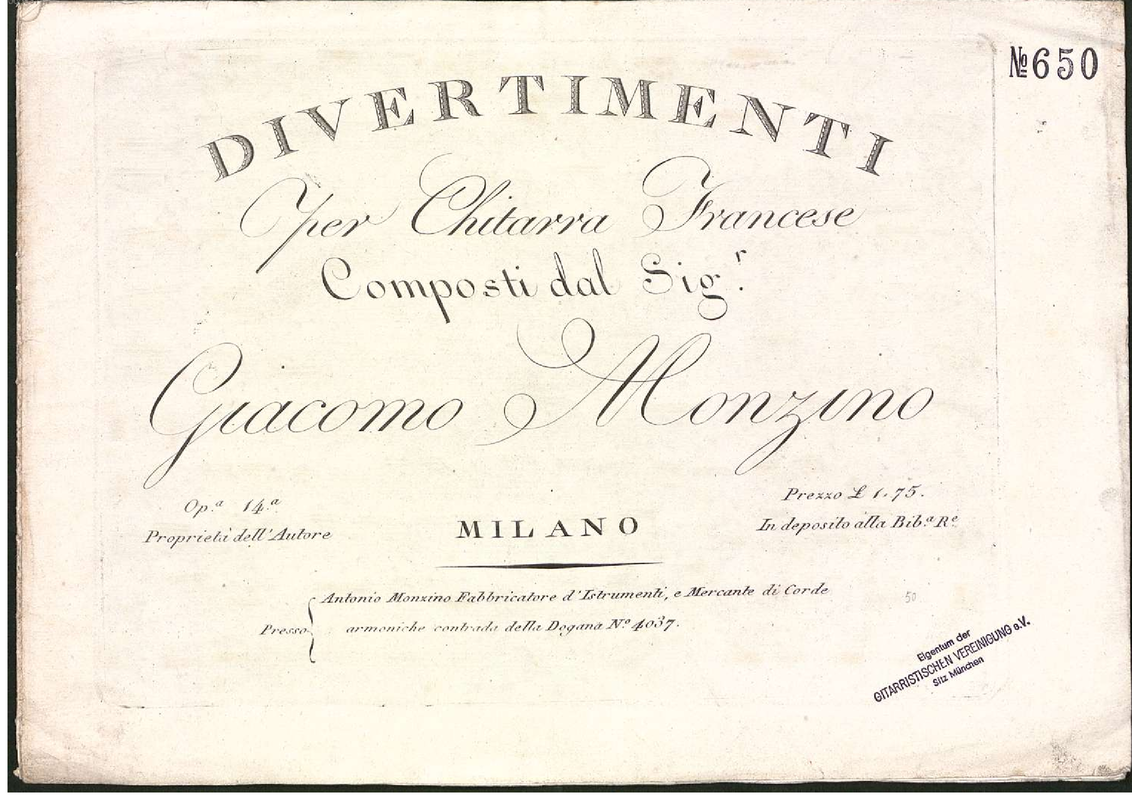 №650
DIVERTIMENTI
Per Chitarra Francese
Composti dal Sig.r
Giacomo Monzino
Op.a 14.a
Proprietà dell'Autore
MILANO
Prezzo £ 1.75.
In deposito alla Bib.a R.e
Presso
Antonio Monzino Fabbricatore d'Istrumenti, e Mercante di Corde
armoniche contrada della Dogana N.o 4037.
50
Eigentum der
GITARRISTISCHEN VEREINIGUNG e.V.
Sitz München